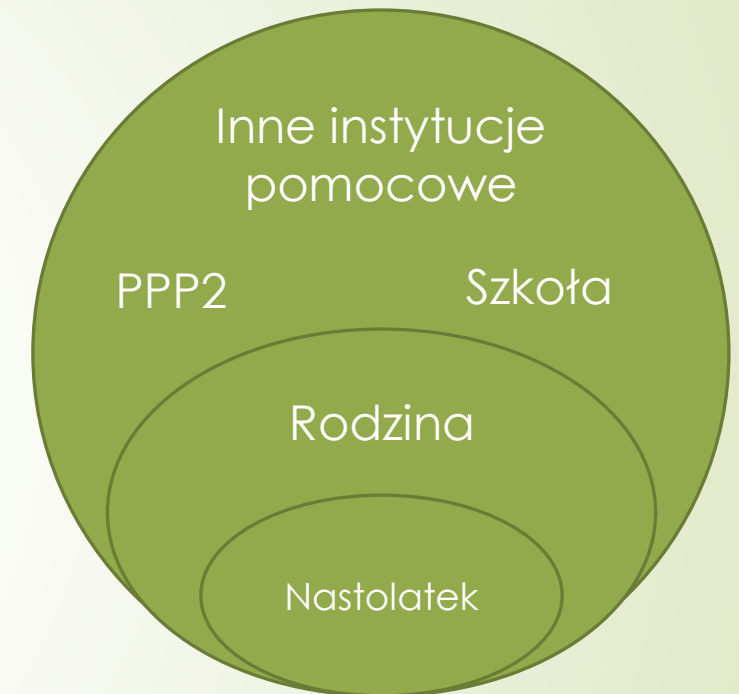 Inne instytucje
pomocowe
PPP2
Szkoła
Rodzina
Nastolatek